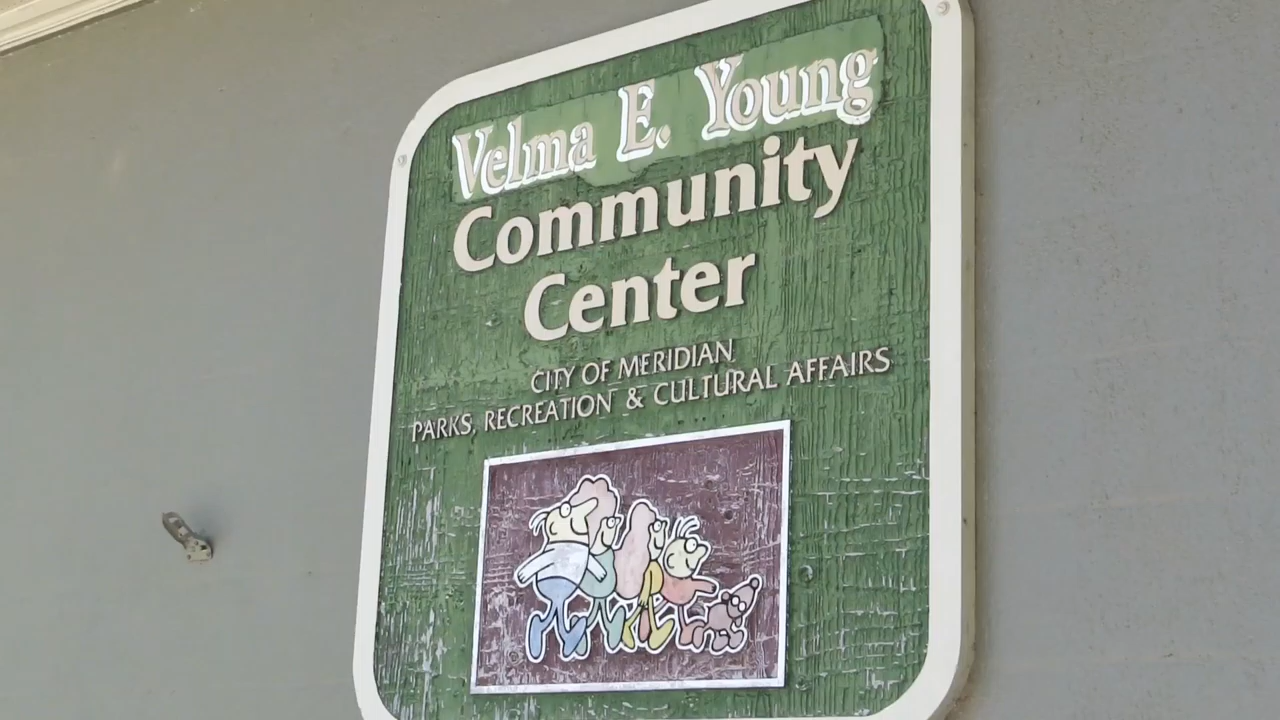 Velma E. Young
Community
Center
CITY OF MERIDIAN
PARKS, RECREATION & CULTURAL AFFAIRS